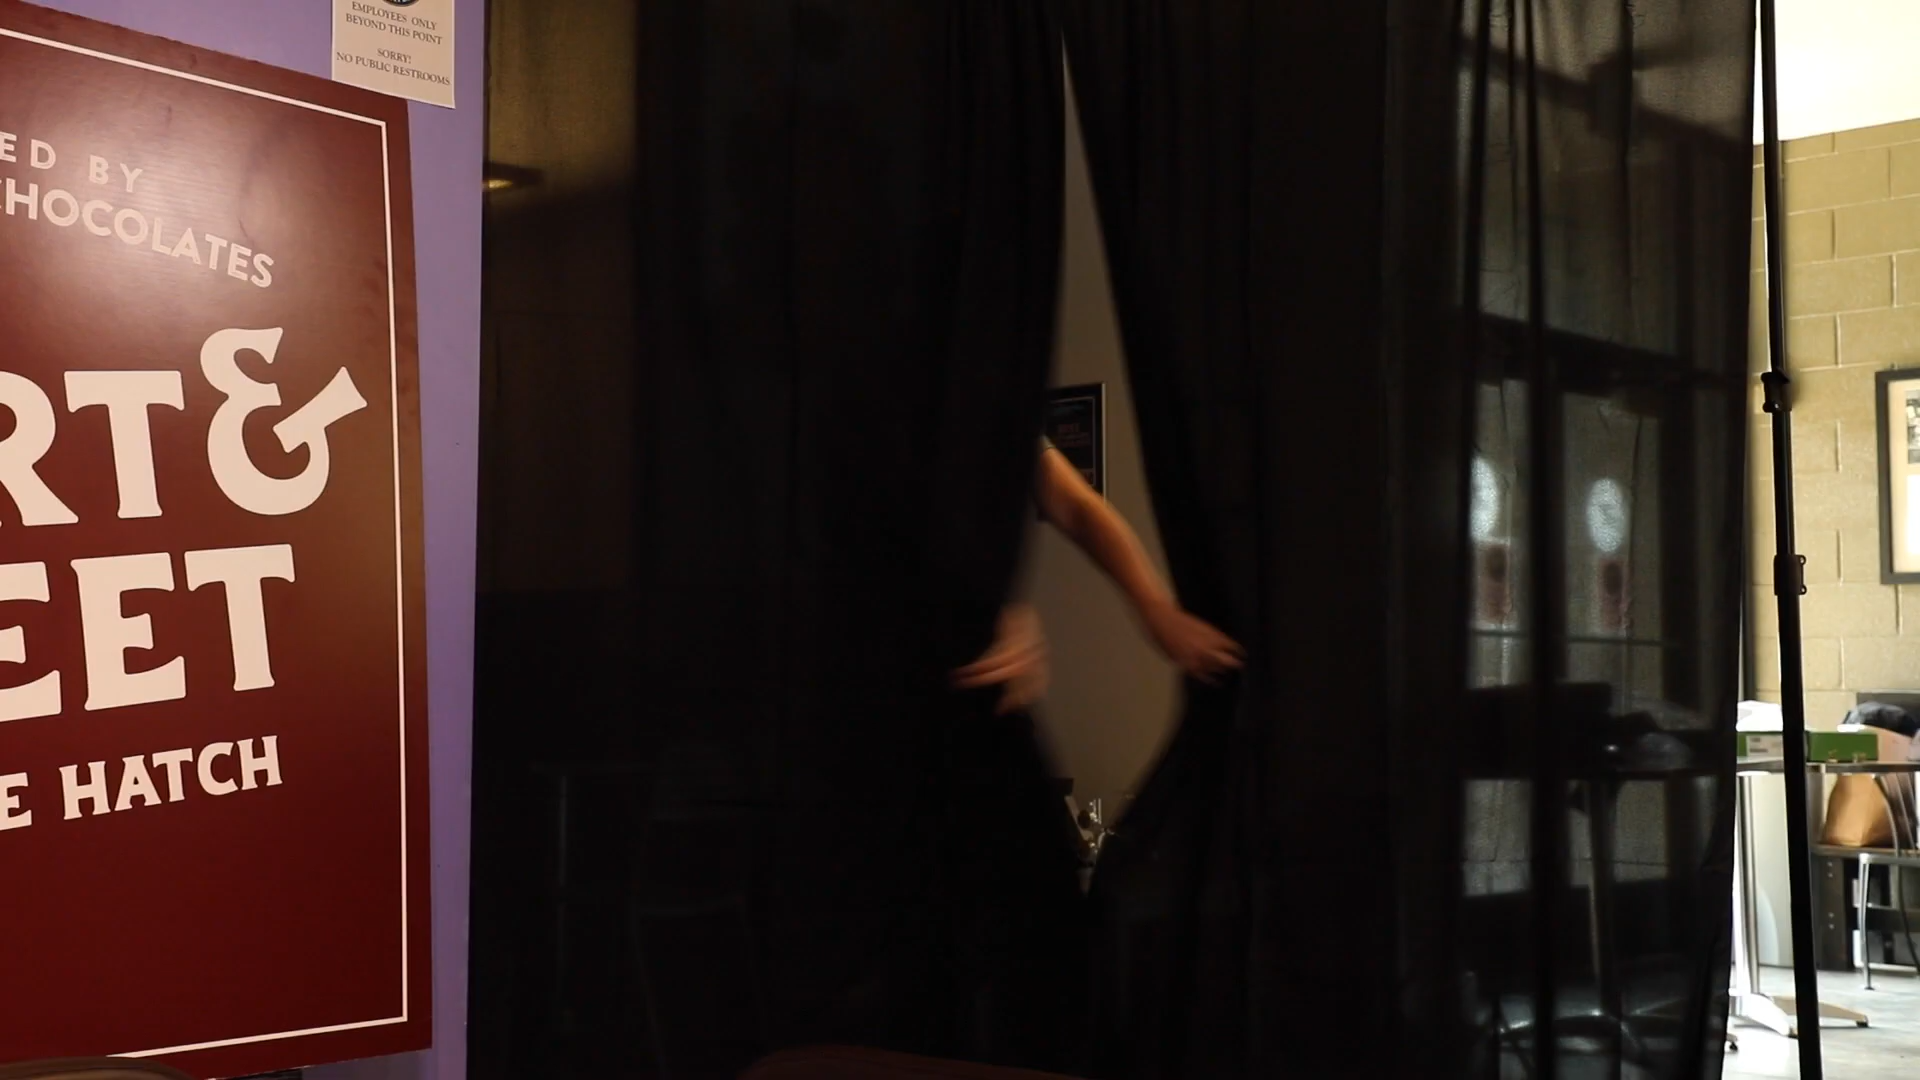 EMPLOYEES ONLY
BEYOND THIS POINT
SORRY!
NO PUBLIC RESTROOMS
ED BY
CHOCOLATES
RT&
EET
E HATCH